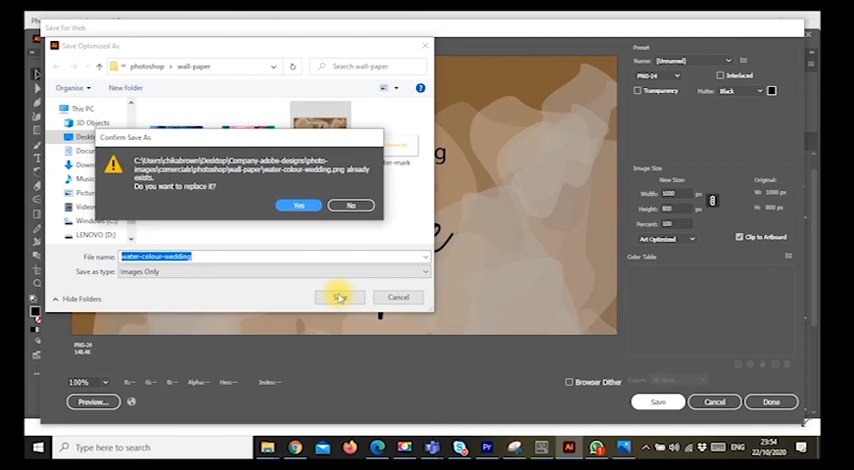 Save for Web
Save Optimized As
photoshop > wall-paper
Search wall-paper
Organise
New folder
This PC
3D Objects
Music
Windows (C:)
LENOVO (D:)
Confirm Save As
C:\Users\chikabrown\Desktop\Company-adobe-designs\photo-
images\comercials\photoshop\wall-paper\water-colour-wedding.png already
exists.
Do you want to replace it?
Yes
No
File name:
water-colour-wedding
Save as type:
Images Only
Hide Folders
Cancel
Preset
Name:
[Unnamed]
PNG-24
Interlaced
Transparency
Matte:
Black
Image Size
New Size:
Original:
Width:
1000
px
W: 1000 px
Height:
800
px
H: 800 px
Percent:
100
Art Optimized
Clip to Artboard
Color Table
PNG-24
148.4K
100%
R:--
G:--
B:--
Alpha:--
Hex:--
Index:--
Browser Dither
Export:
Preview...
Save
Cancel
Done
Type here to search
ENG
23:54
22/10/2020